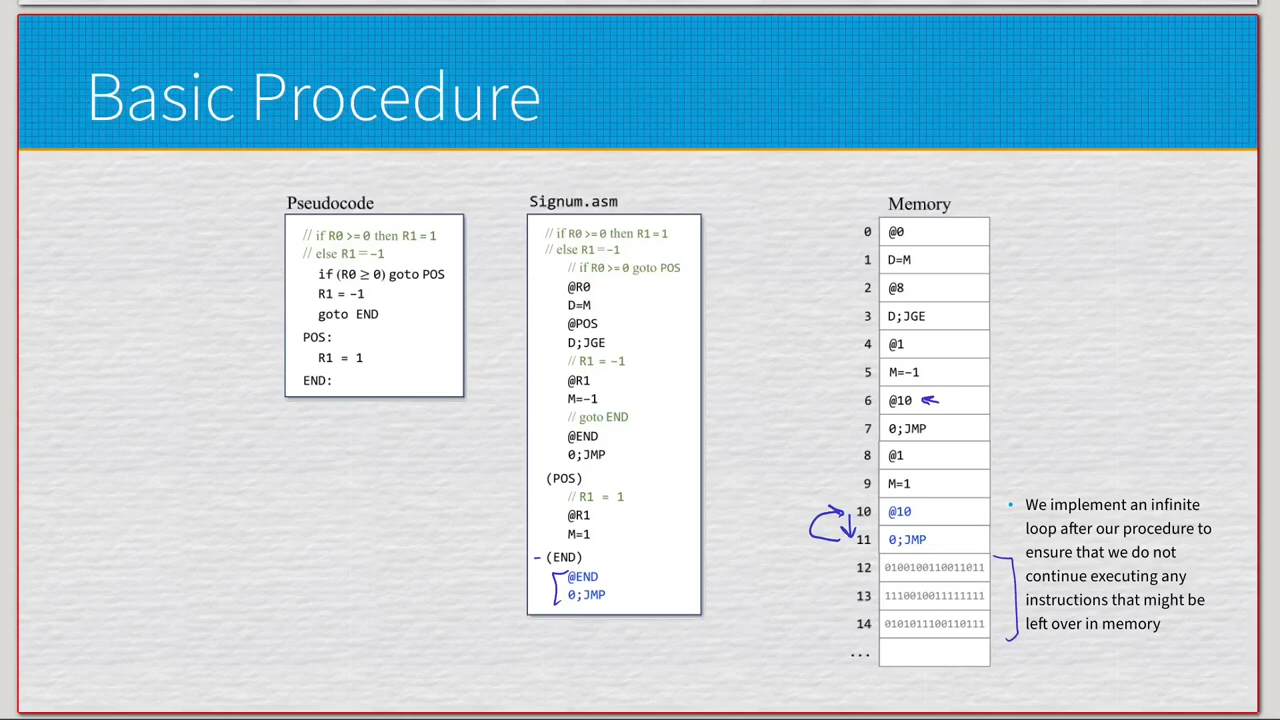 Basic Procedure
Pseudocode
// if R0 >= 0 then R1 = 1
// else R1 = −1
if (R0 ≥ 0) goto POS
R1 = −1
goto END
POS:
R1 = 1
END:
Signum.asm
// if R0 >= 0 then R1 = 1
// else R1 = −1
// if R0 >= 0 goto POS
@R0
D=M
@POS
D;JGE
// R1 = −1
@R1
M=−1
// goto END
@END
0;JMP
(POS)
// R1 = 1
@R1
M=1
(END)
@END
0;JMP
Memory
0 @0
1 D=M
2 @8
3 D;JGE
4 @1
5 M=−1
6 @10
7 0;JMP
8 @1
9 M=1
10 @10
11 0;JMP
12 0100100110011011
13 1110010011111111
14 0101011100110111
...
• We implement an infinite
loop after our procedure to
ensure that we do not
continue executing any
instructions that might be
left over in memory